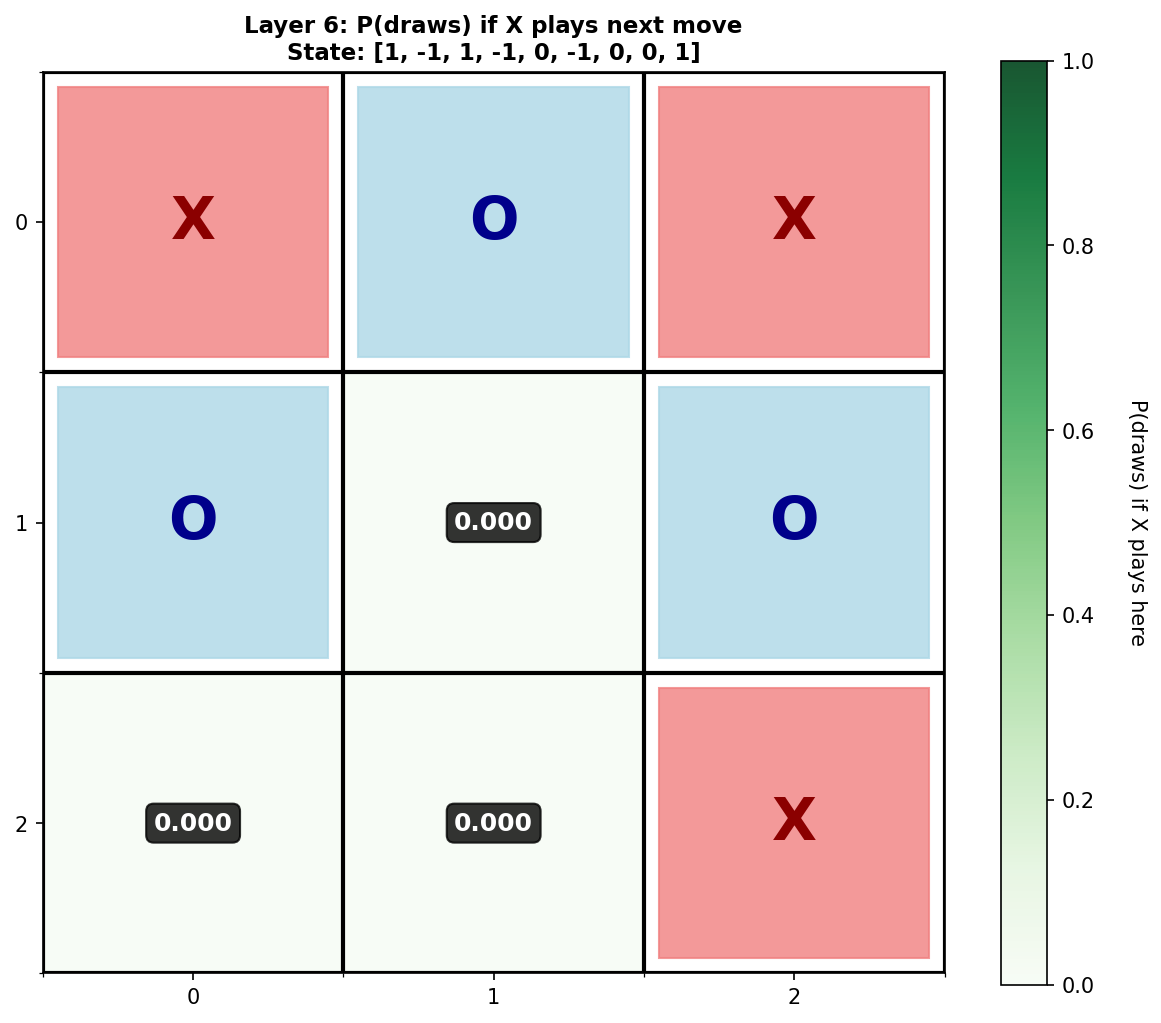 Layer 6: P(draws) if X plays next move
State: [1, -1, 1, -1, 0, -1, 0, 0, 1]
X O X
0
O 0.000 O
1
0.000 0.000 X
2
0 1 2
1.0
0.8
0.6
0.4
0.2
0.0
P(draws) if X plays here